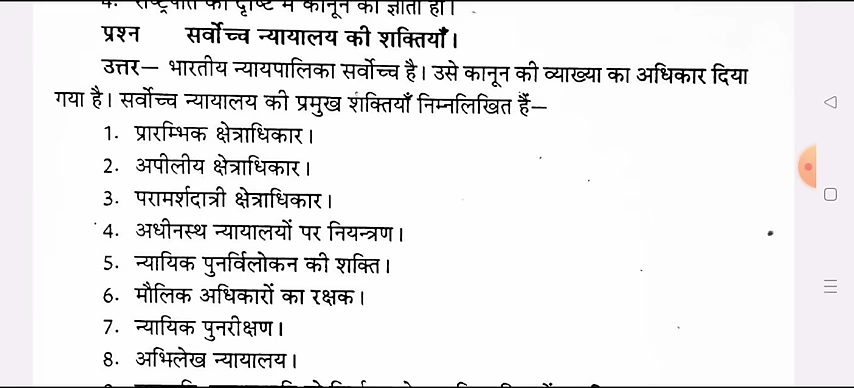 4. राष्ट्रपति की दृष्टि में कानून का ज्ञाता हो।
प्रश्न सर्वोच्च न्यायालय की शक्तियाँ।
उत्तर— भारतीय न्यायपालिका सर्वोच्च है। उसे कानून की व्याख्या का अधिकार दिया
गया है। सर्वोच्च न्यायालय की प्रमुख शक्तियाँ निम्नलिखित हैं—
1. प्रारम्भिक क्षेत्राधिकार।
2. अपीलीय क्षेत्राधिकार।
3. परामर्शदात्री क्षेत्राधिकार।
4. अधीनस्थ न्यायालयों पर नियन्त्रण।
5. न्यायिक पुनर्विलोकन की शक्ति।
6. मौलिक अधिकारों का रक्षक।
7. न्यायिक पुनरीक्षण।
8. अभिलेख न्यायालय।